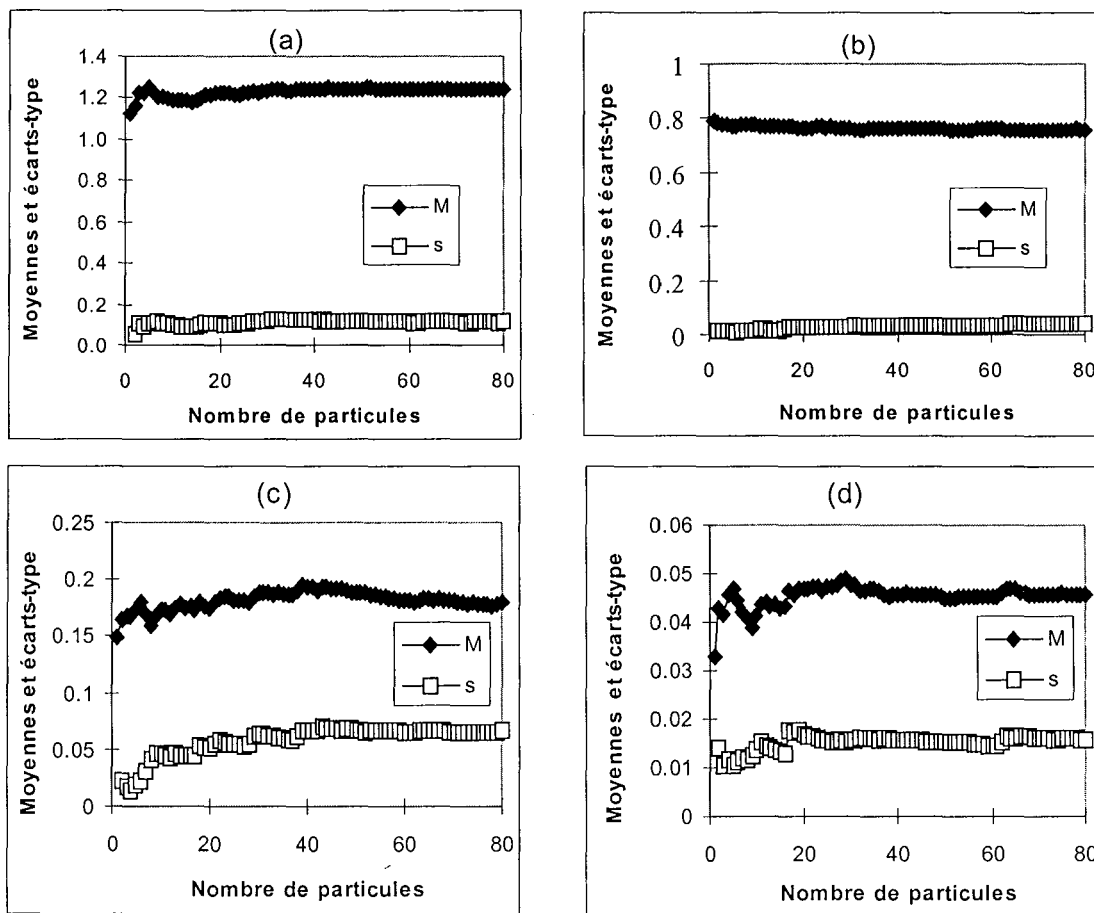 (a)
Moyennes et écarts-type
1.4
1.2
1.0
0.8
0.6
0.4
0.2
0.0
M
s
0 20 40 60 80
Nombre de particules
(b)
Moyennes et écarts-type
1
0.8
0.6
0.4
0.2
0
M
s
0 20 40 60 80
Nombre de particules
(c)
Moyennes et écarts-type
0.25
0.2
0.15
0.1
0.05
0
M
s
0 20 40 60 80
Nombre de particules
(d)
Moyennes et écarts-type
0.06
0.05
0.04
0.03
0.02
0.01
0
M
s
0 20 40 60 80
Nombre de particules